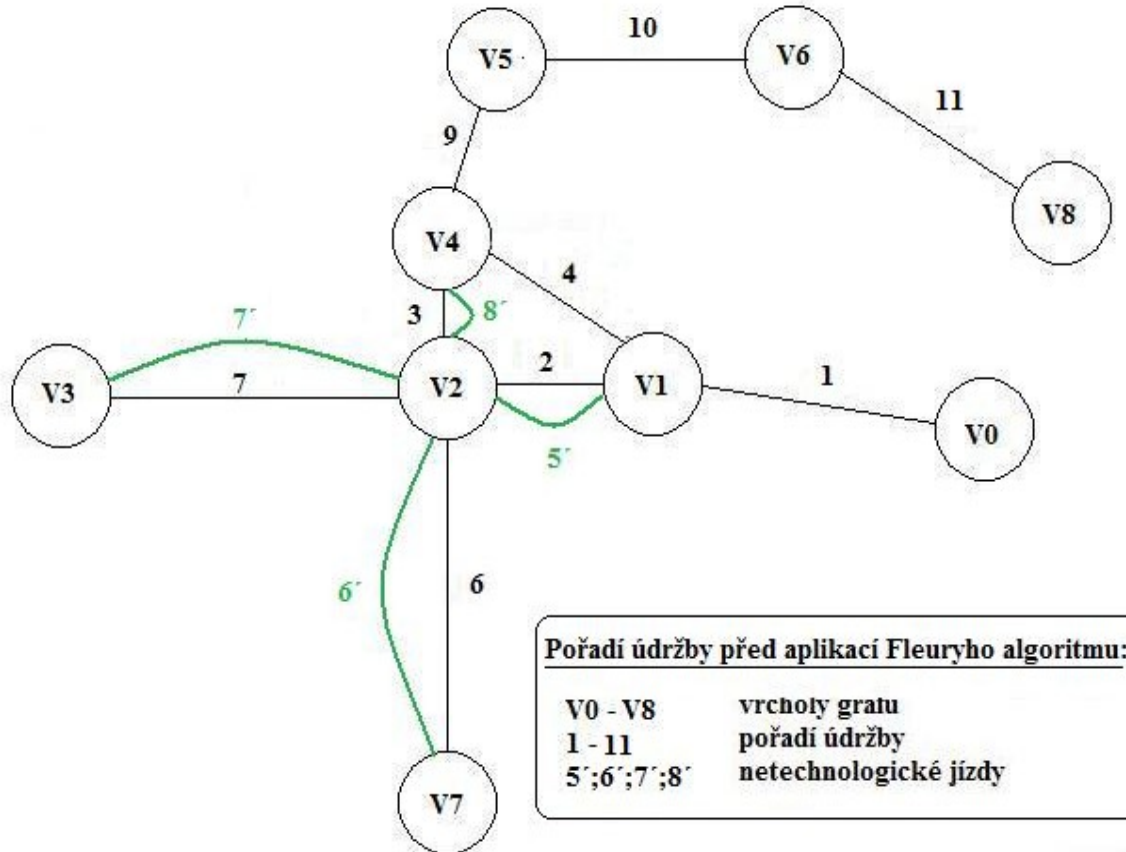 10
V5
V6
11
9
V8
V4
4
7´
3
8´
2
1
V3
7
V2
V1
V0
5´
6´
6
Pořadí údržby před aplikací Fleuryho algoritmu:
V0 - V8 vrcholy grafu
1 - 11 pořadí údržby
5´;6´;7´;8´ netechnologické jízdy
V7